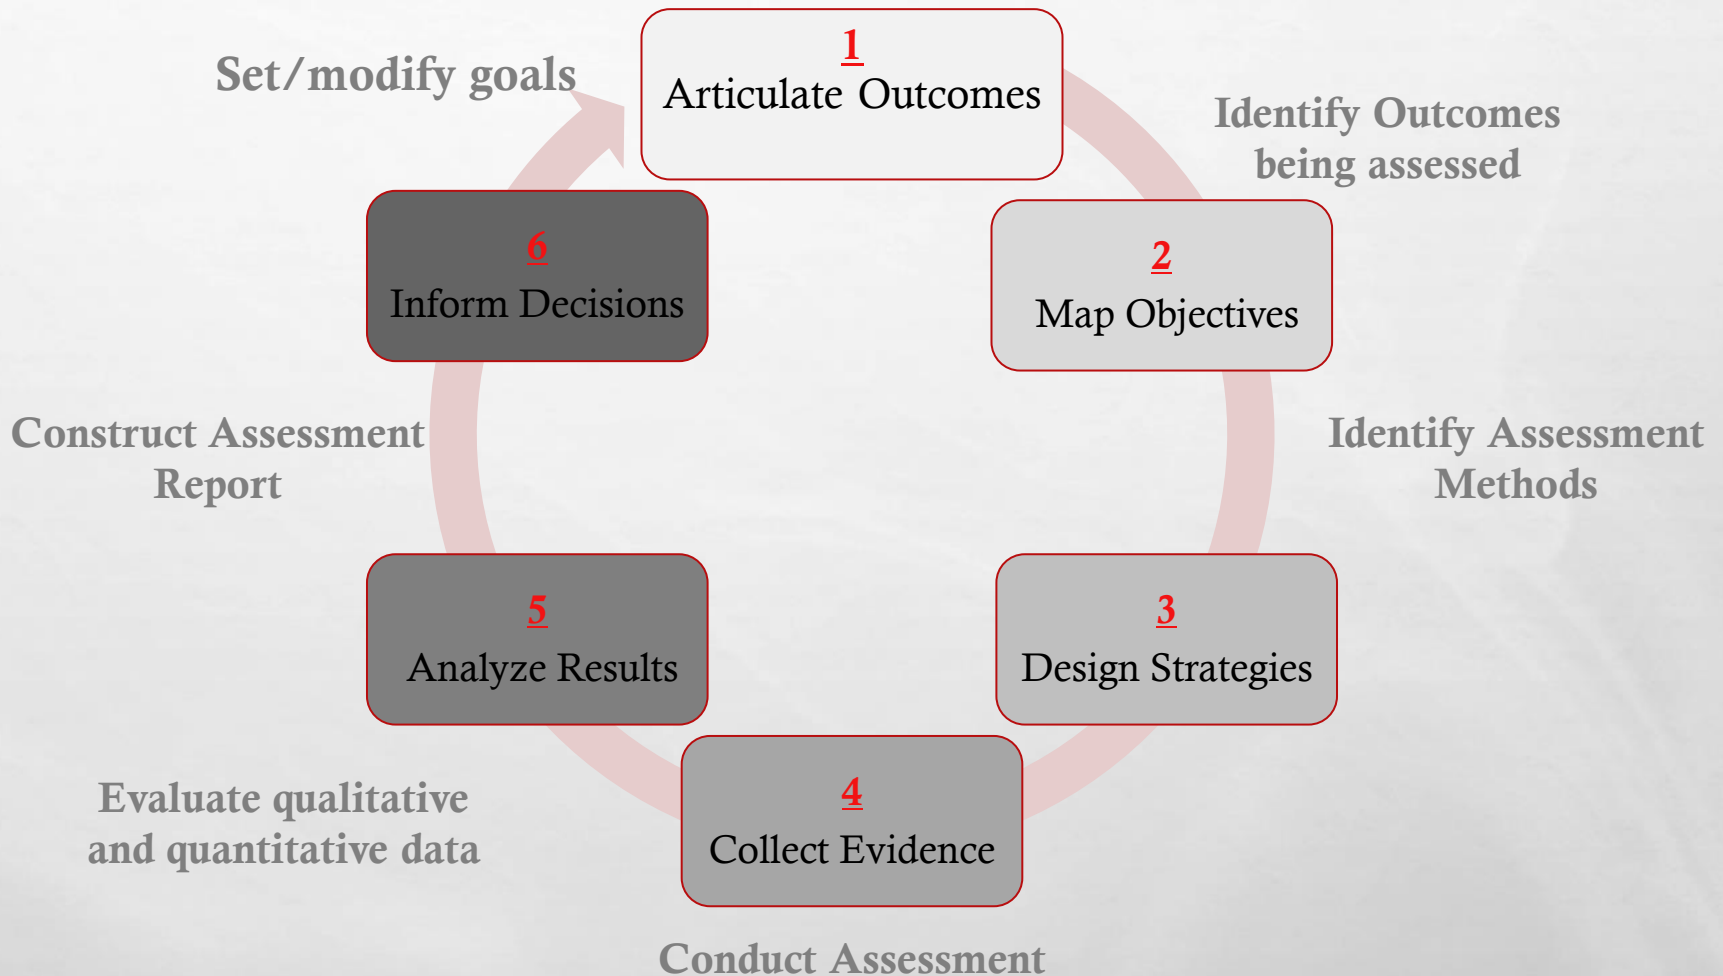 Set/modify goals
1
Articulate Outcomes
Identify Outcomes
being assessed
2
Map Objectives
Identify Assessment
Methods
3
Design Strategies
4
Collect Evidence
Conduct Assessment
Evaluate qualitative
and quantitative data
5
Analyze Results
Construct Assessment
Report
6
Inform Decisions